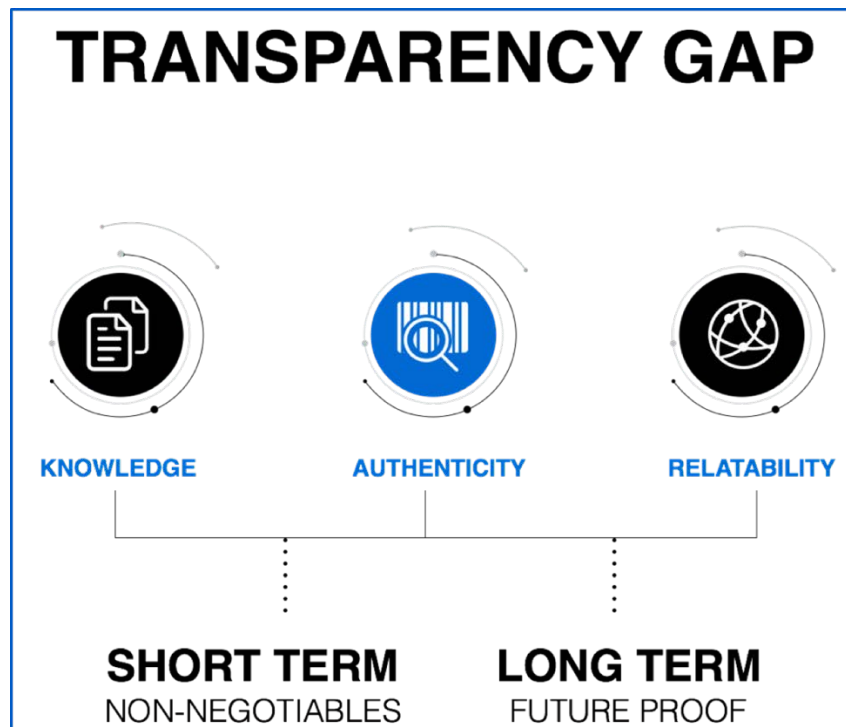 TRANSPARENCY GAP
KNOWLEDGE
AUTHENTICITY
RELATABILITY
SHORT TERM
NON-NEGOTIABLES
LONG TERM
FUTURE PROOF